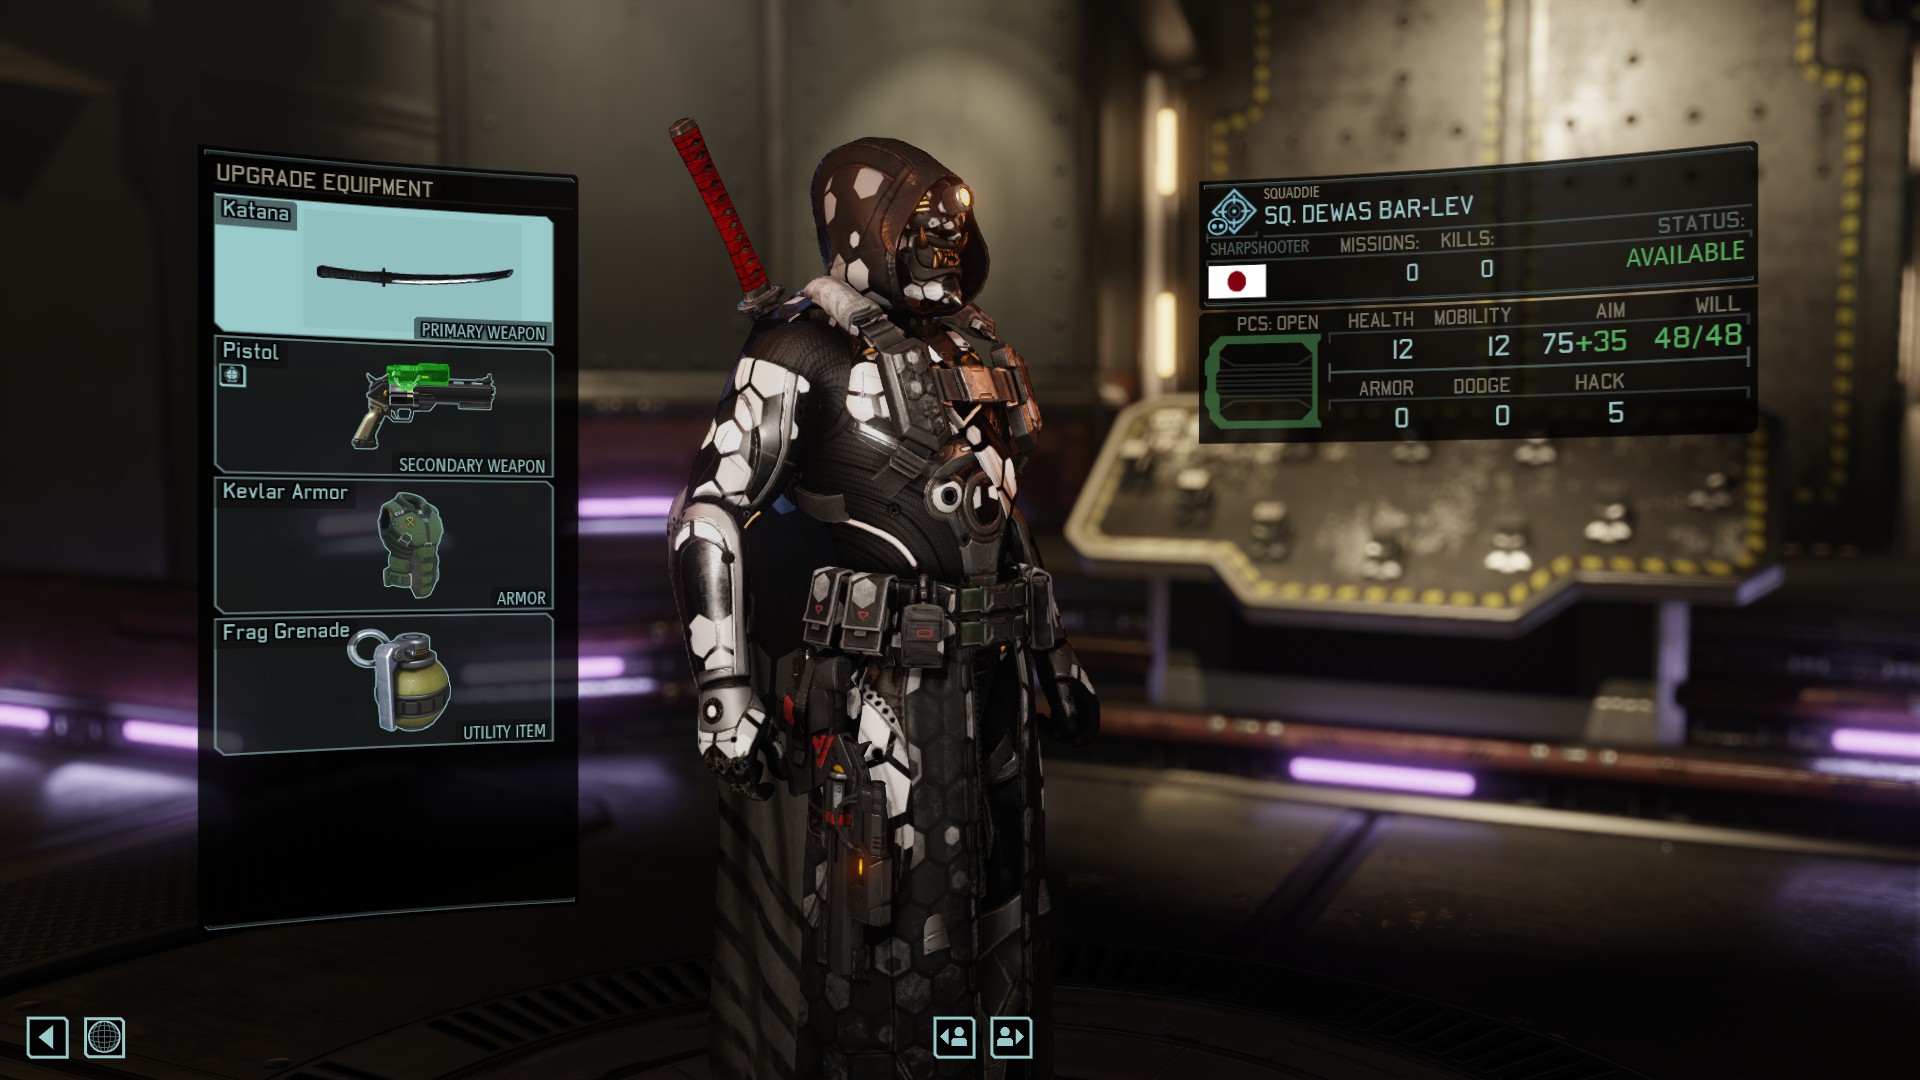 UPGRADE EQUIPMENT
Katana
PRIMARY WEAPON
Pistol
SECONDARY WEAPON
Kevlar Armor
ARMOR
Frag Grenade
UTILITY ITEM
SQUADDIE
SQ. DEWAS BAR-LEV
SHARPSHOOTER
MISSIONS: KILLS: STATUS:
0 0 AVAILABLE
PCS: OPEN HEALTH MOBILITY AIM WILL
12 12 75+35 48/48
ARMOR DODGE HACK
0 0 5